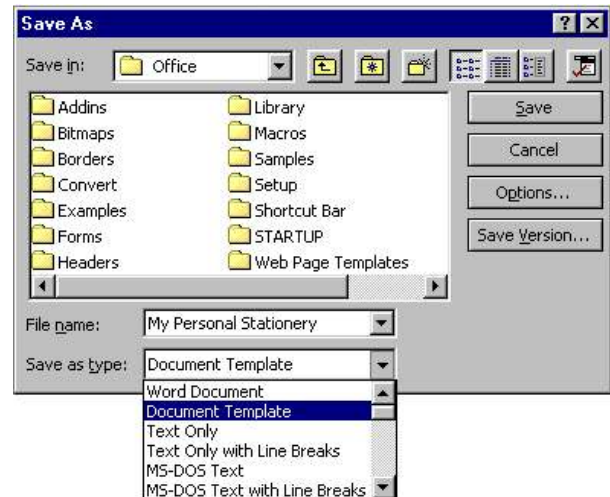 Save As
Save in: Office
Addins Library
Bitmaps Macros
Borders Samples
Convert Setup
Examples Shortcut Bar
Forms STARTUP
Headers Web Page Templates
Save
Cancel
Options...
Save Version...
File name: My Personal Stationery
Save as type: Document Template
Word Document
Document Template
Text Only
Text Only with Line Breaks
MS-DOS Text
MS-DOS Text with Line Breaks